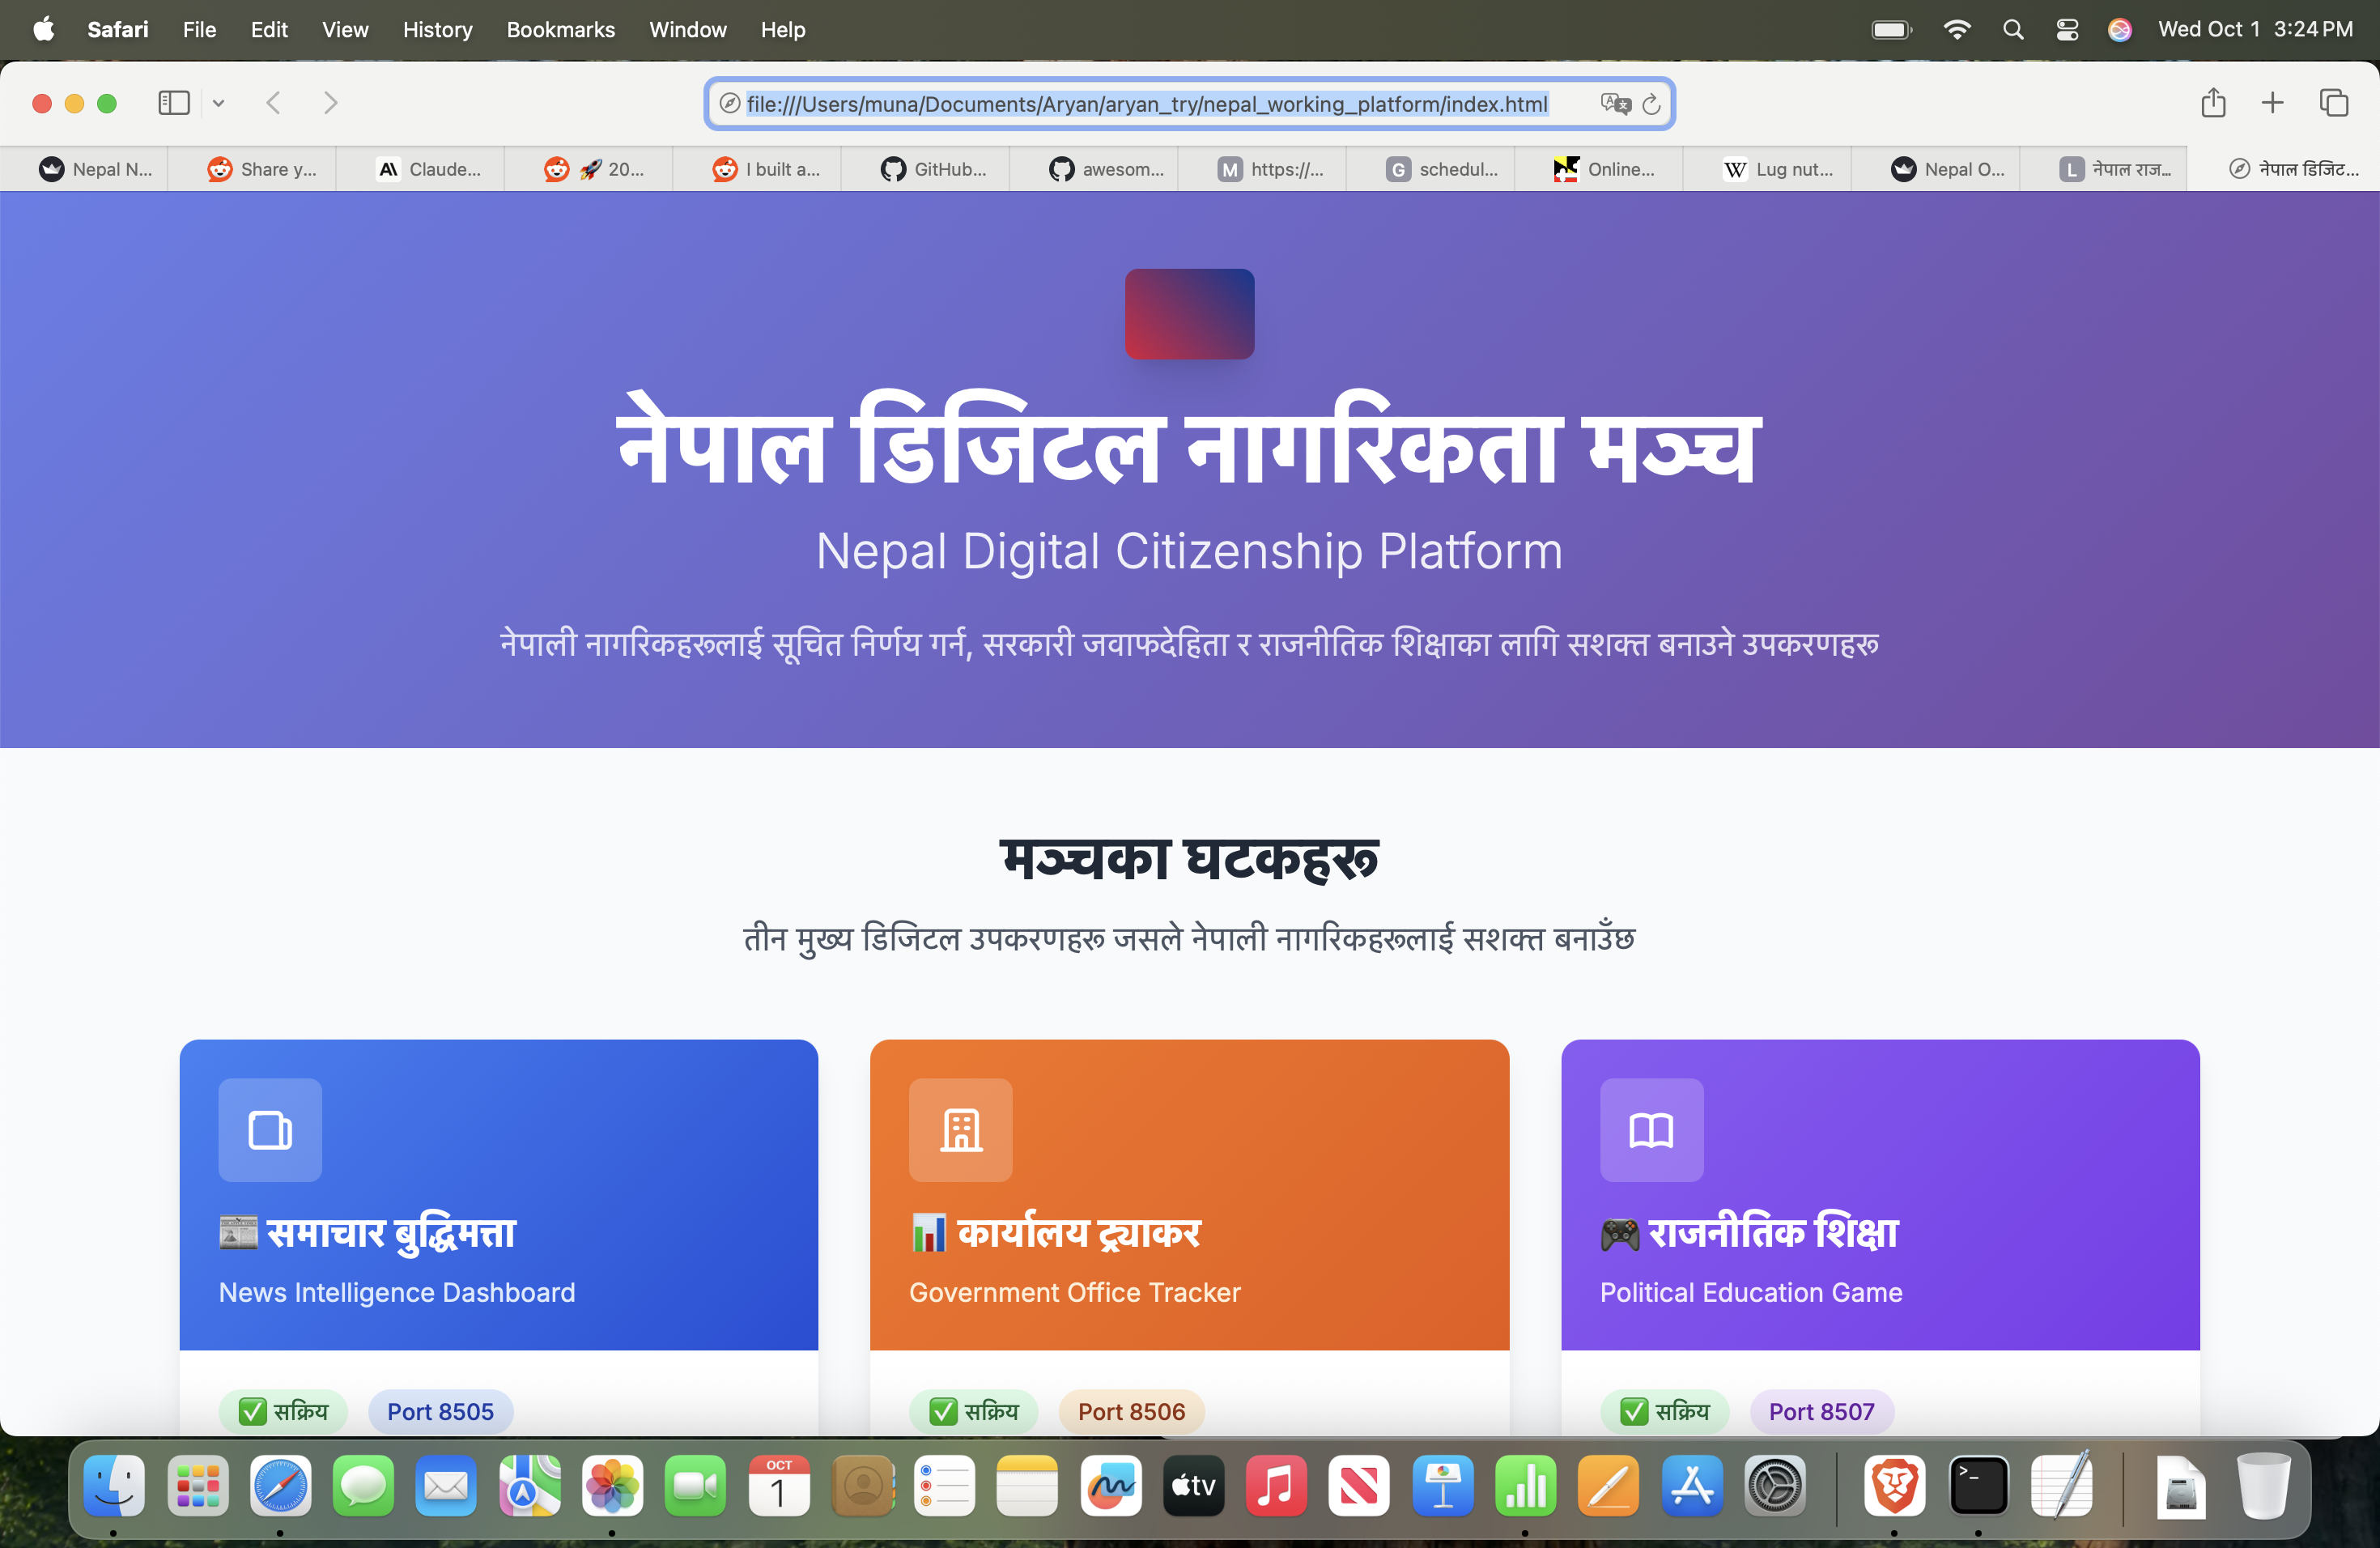 Safari File Edit View History Bookmarks Window Help Wed Oct 1 3:24 PM
file:///Users/muna/Documents/Aryan/aryan_try/nepal_working_platform/index.html
Nepal N... Share y... Claude... 🚀 20... I built a... GitHub... awesom... M https://... G schedul... Online... W Lug nut... Nepal O... L नेपाल राज... नेपाल डिजिट...
नेपाल डिजिटल नागरिकता मञ्च
Nepal Digital Citizenship Platform
नेपाली नागरिकहरूलाई सूचित निर्णय गर्न, सरकारी जवाफदेहिता र राजनीतिक शिक्षाका लागि सशक्त बनाउने उपकरणहरू
मञ्चका घटकहरू
तीन मुख्य डिजिटल उपकरणहरू जसले नेपाली नागरिकहरूलाई सशक्त बनाउँछ
📰 समाचार बुद्धिमत्ता
News Intelligence Dashboard
✅ सक्रिय Port 8505
📊 कार्यालय ट्र्याकर
Government Office Tracker
✅ सक्रिय Port 8506
🎮 राजनीतिक शिक्षा
Political Education Game
✅ सक्रिय Port 8507
OCT
1
tv